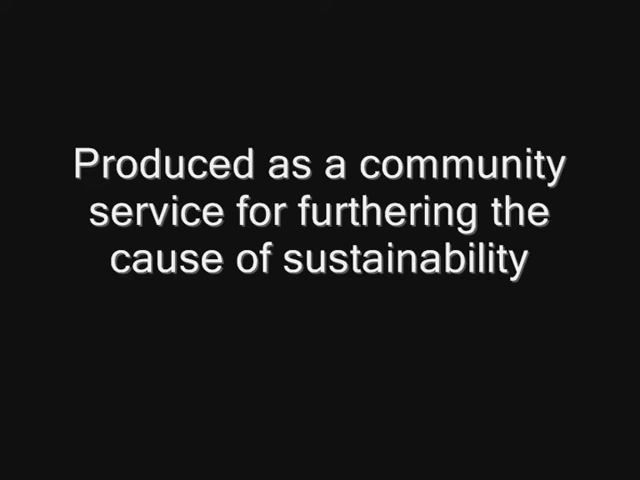 Produced as a community
service for furthering the
cause of sustainability